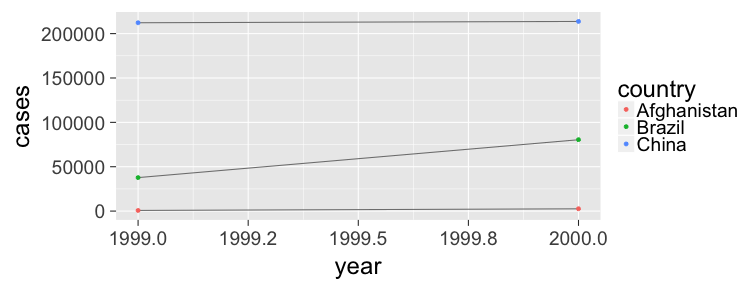 200000
150000
100000
50000
0
cases
1999.0 1999.2 1999.5 1999.8 2000.0
year
country
Afghanistan
Brazil
China